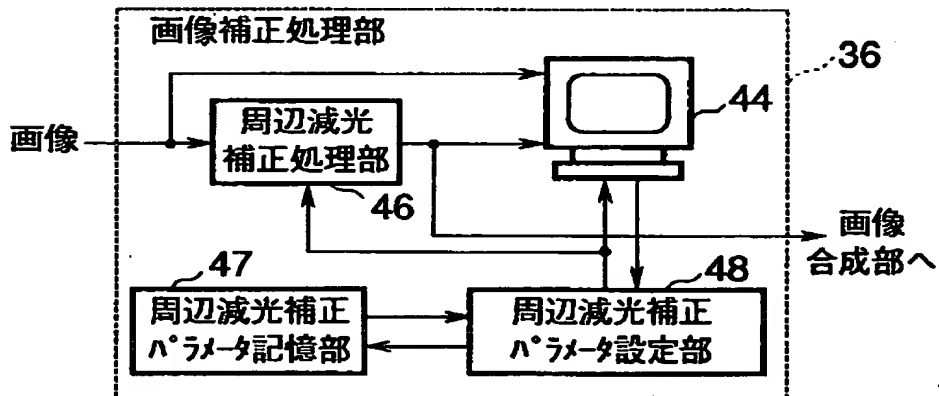 画像補正処理部
36
44
画像
周辺減光
補正処理部
46
画像
合成部へ
47
48
周辺減光補正
パラメータ記憶部
周辺減光補正
パラメータ設定部